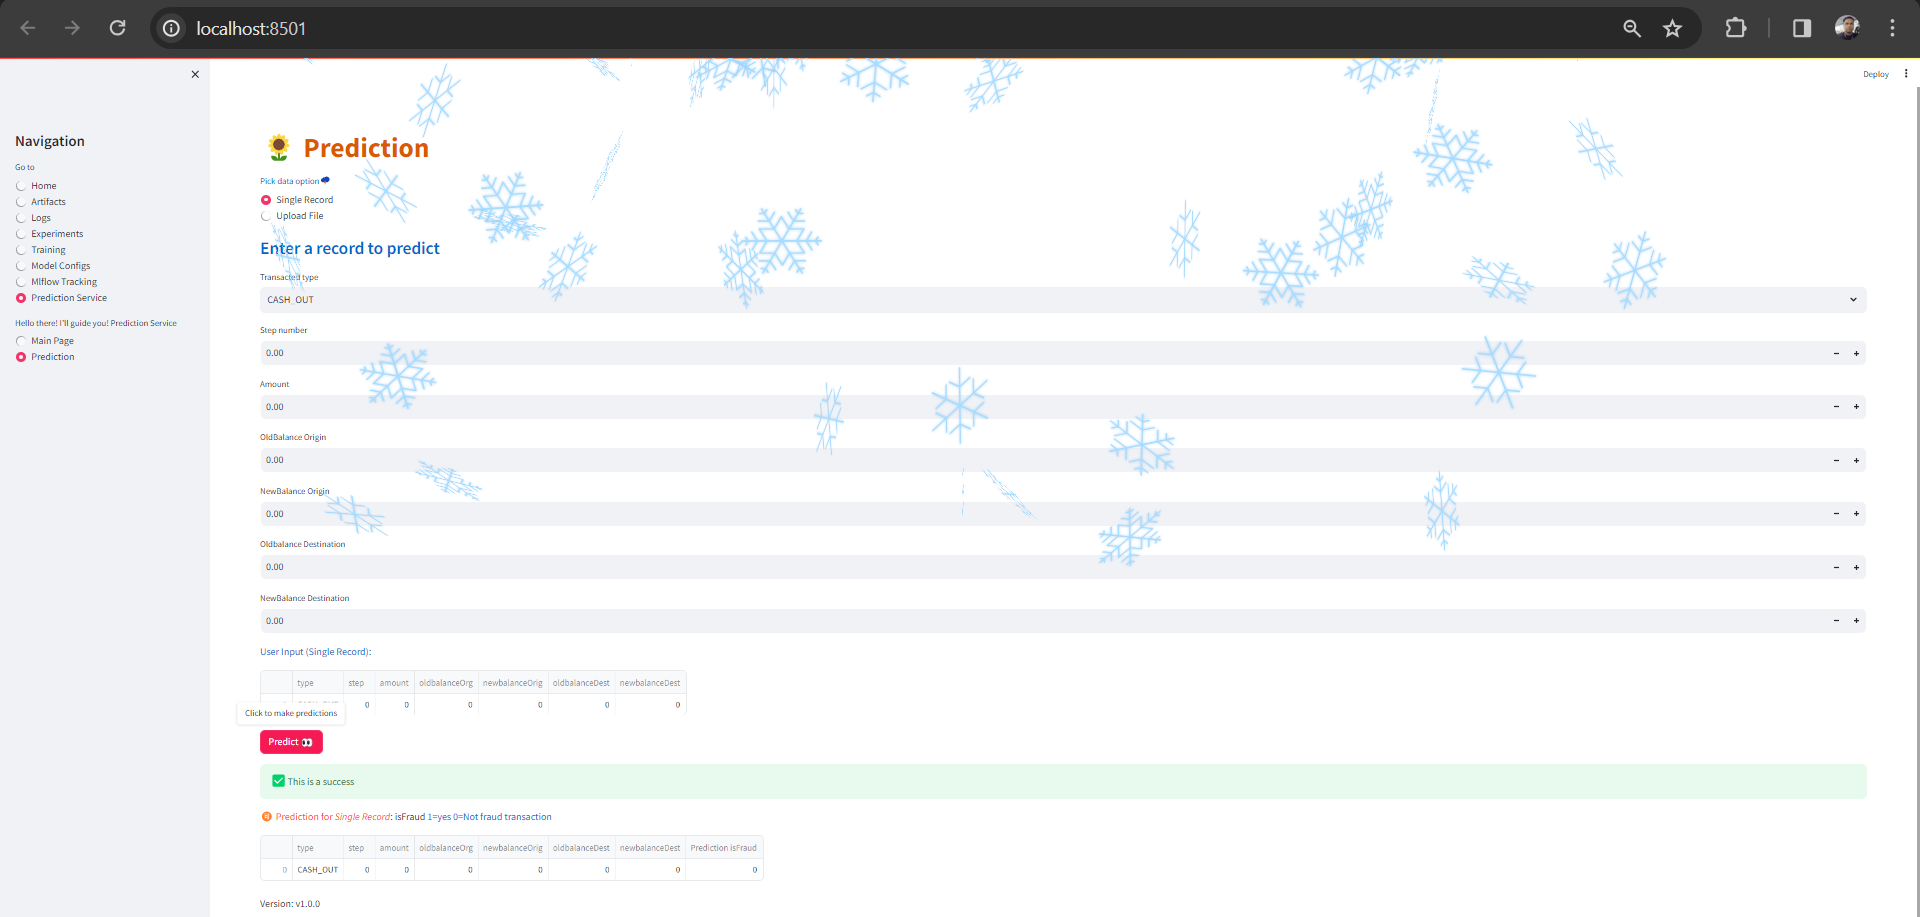 localhost:8501
Deploy
Navigation
Go to
Home
Artifacts
Logs
Experiments
Training
Model Configs
Mlflow Tracking
Prediction Service
Hello there! I'll guide you! Prediction Service
Main Page
Prediction
Prediction
Pick data option
Single Record
Upload File
Enter a record to predict
Transacted type
CASH_OUT
Step number
0.00
Amount
0.00
OldBalance Origin
0.00
NewBalance Origin
0.00
Oldbalance Destination
0.00
NewBalance Destination
0.00
User Input (Single Record):
type step amount oldbalanceOrg newbalanceOrig oldbalanceDest newbalanceDest
0 0 0 0 0 0
Click to make predictions
Predict
This is a success
Prediction for Single Record: isFraud 1=yes 0=Not fraud transaction
type step amount oldbalanceOrg newbalanceOrig oldbalanceDest newbalanceDest Prediction isFraud
0 CASH_OUT 0 0 0 0 0 0 0
Version: v1.0.0